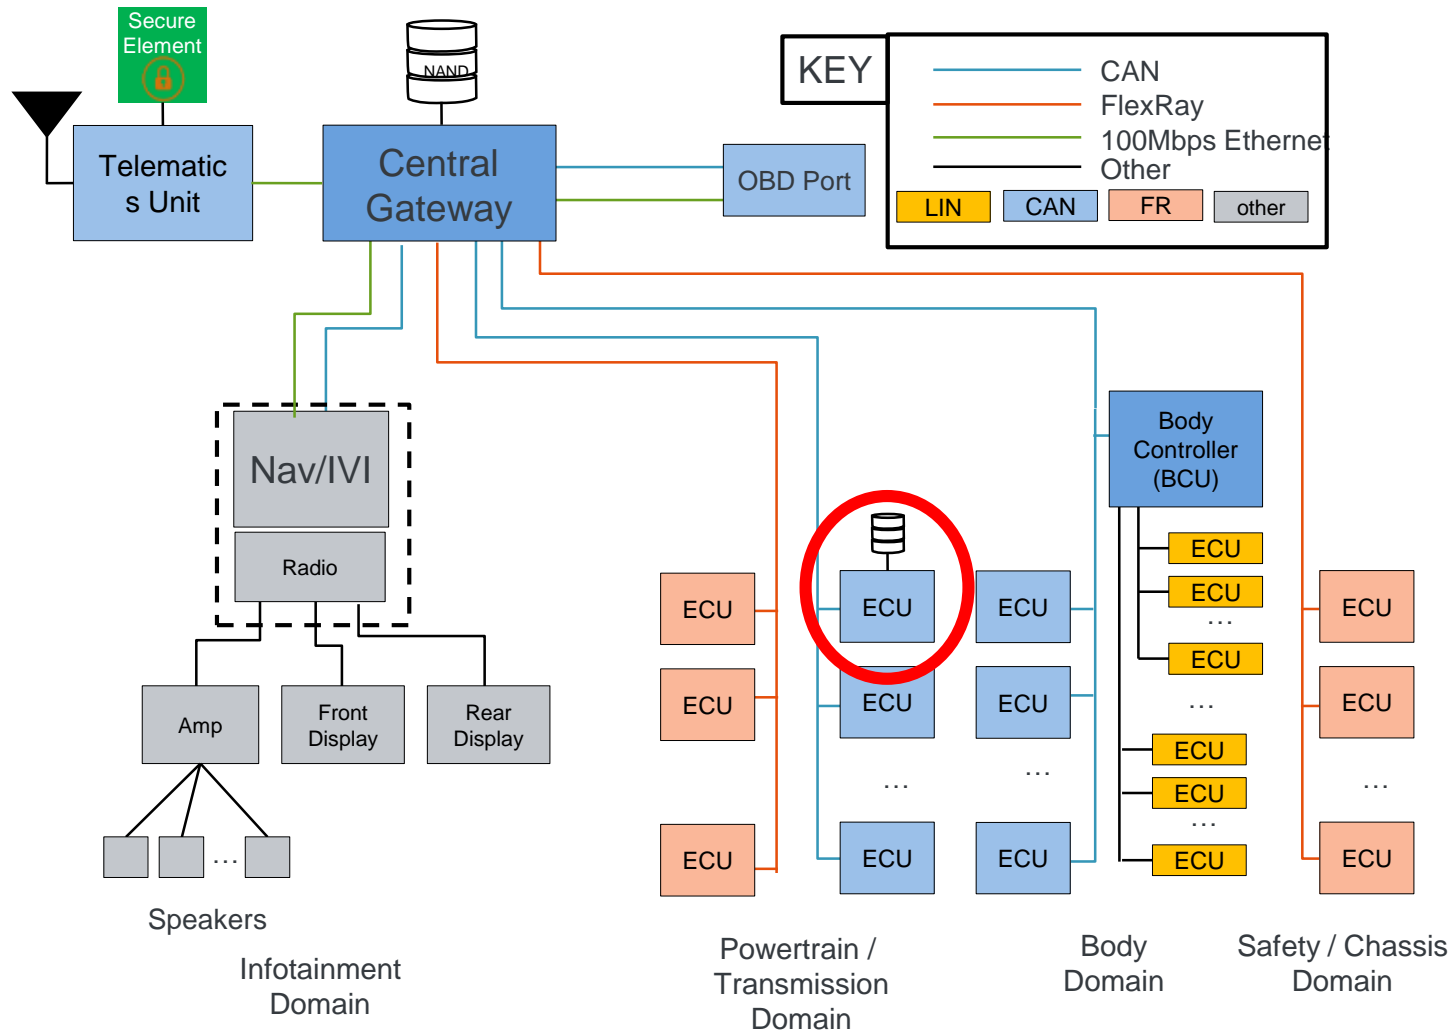 Secure
Element
NAND
KEY
CAN
FlexRay
100Mbps Ethernet
Other
LIN
CAN
FR
other
Telematic
s Unit
Central
Gateway
OBD Port
Nav/IVI
Radio
Amp
Front
Display
Rear
Display
...
Speakers
Infotainment
Domain
ECU
ECU
ECU
ECU
ECU
...
ECU
Powertrain /
Transmission
Domain
Body
Controller
(BCU)
ECU
ECU
...
ECU
ECU
ECU
...
ECU
...
ECU
ECU
...
ECU
Body
Domain
ECU
ECU
...
ECU
Safety / Chassis
Domain